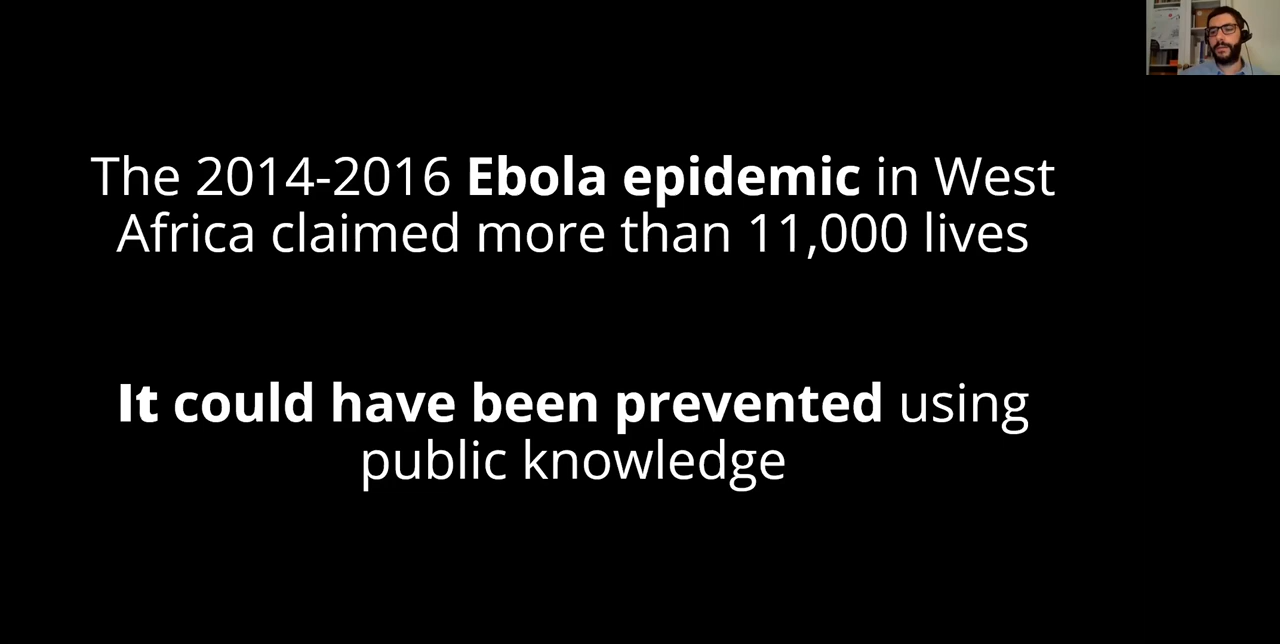 The 2014-2016 Ebola epidemic in West
Africa claimed more than 11,000 lives
It could have been prevented using
public knowledge